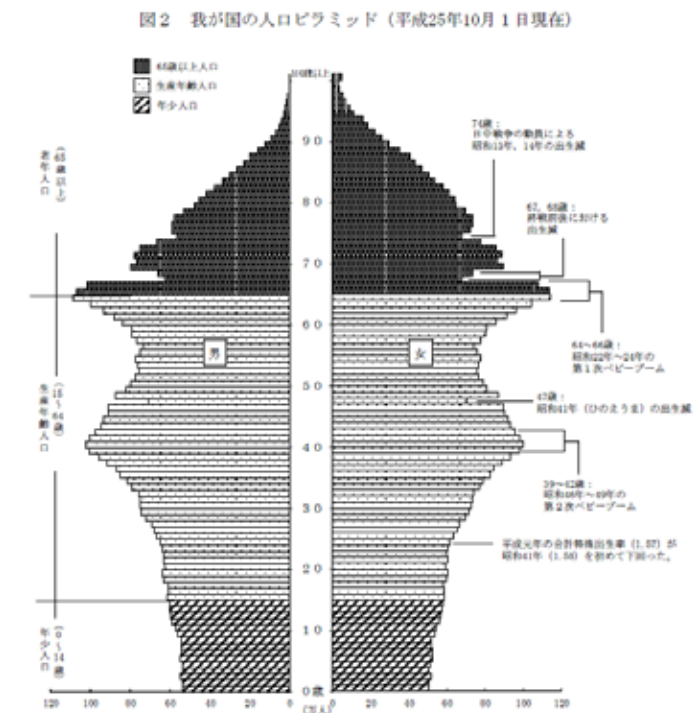 図2 我が国の人口ピラミッド（平成25年10月1日現在）
65歳以上人口
生産年齢人口
年少人口
100歳以上
90
80
70
60
50
40
30
20
10
0歳
(万人)
老年人口
(65歳以上)
生産年齢人口
(15～64歳)
年少人口
(0～14歳)
男
女
74歳：
日中戦争の動員による
昭和13年、14年の出生減
67, 68歳：
終戦前後における
出生減
64～66歳：
昭和22年～24年の
第1次ベビーブーム
47歳：
昭和41年（ひのえうま）の出生減
39～42歳：
昭和46年～49年の
第2次ベビーブーム
平成元年の合計特殊出生率（1.57）が
昭和41年（1.58）を初めて下回った。
120 100 80 60 40 20 0
0 20 40 60 80 100 120